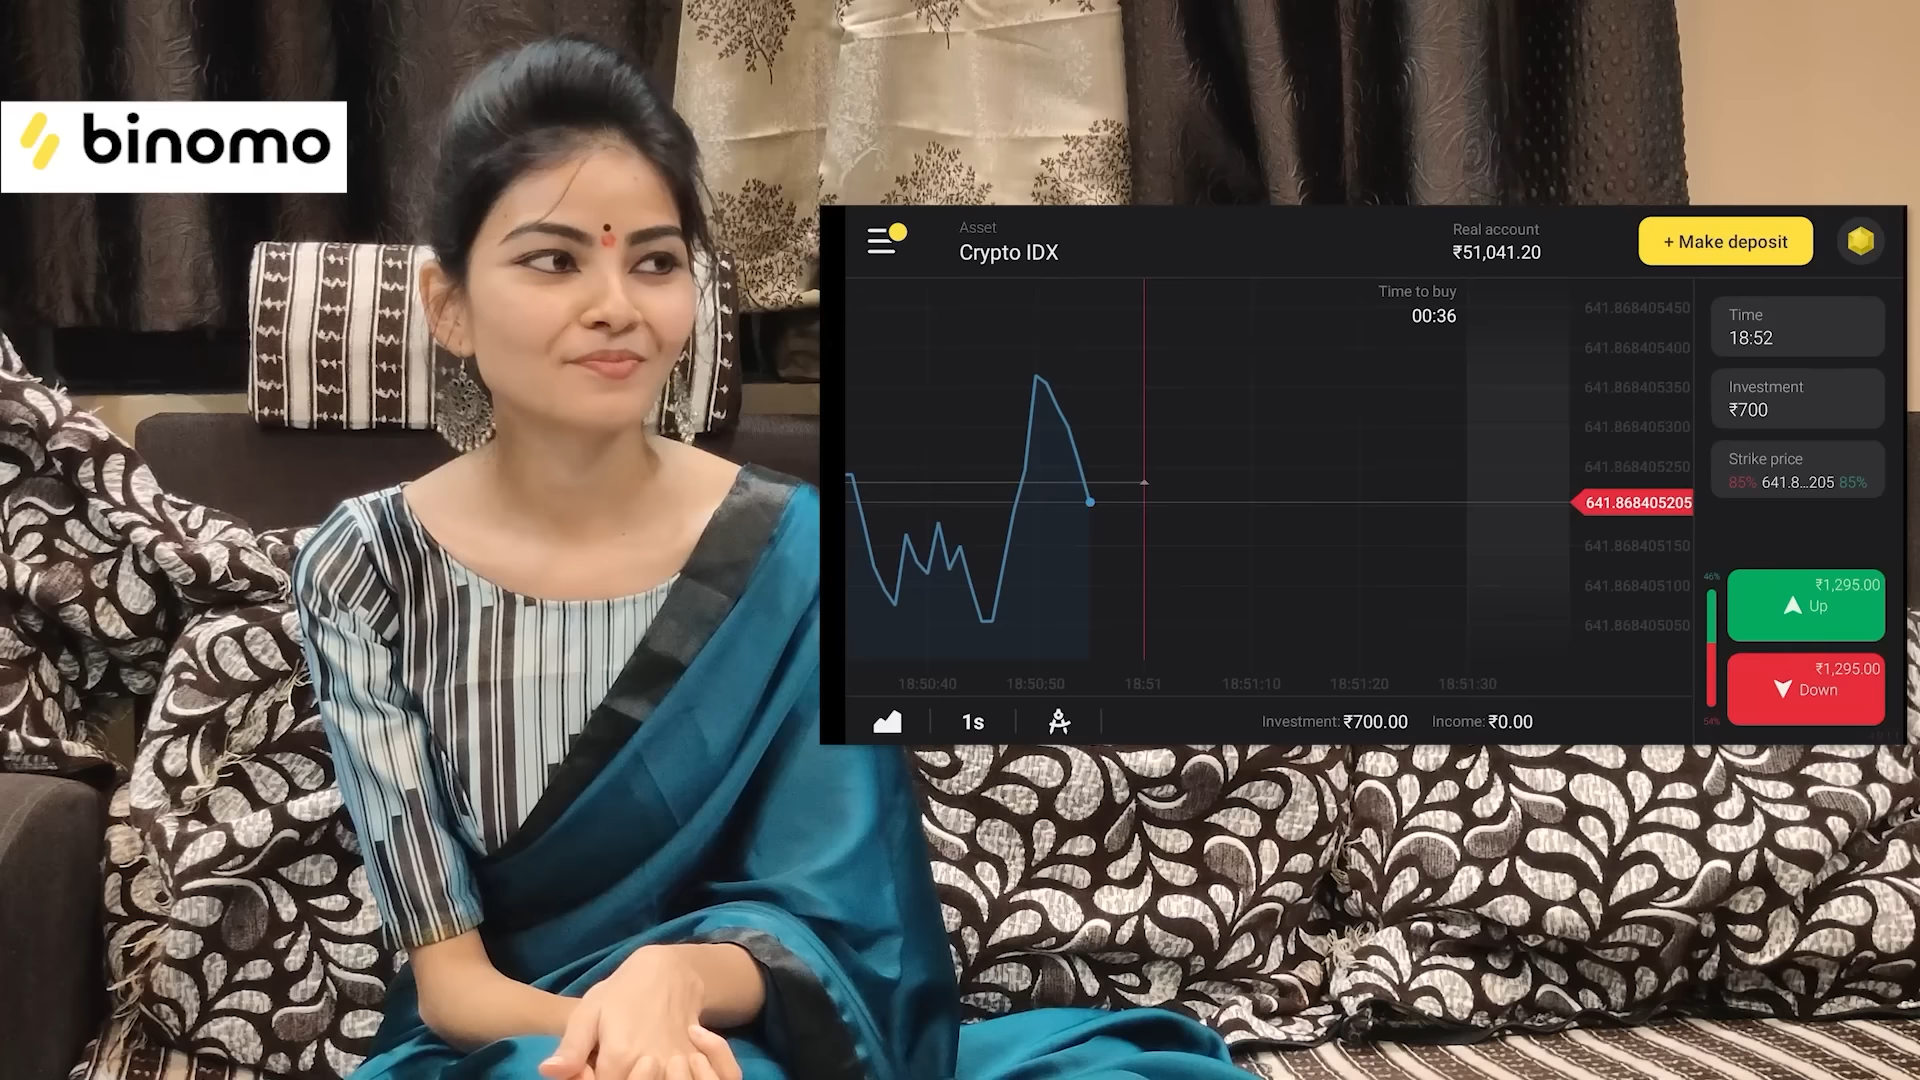 binomo
Asset
Crypto IDX
Real account
₹51,041.20
+ Make deposit
Time to buy
00:36
641.868405450
641.868405400
641.868405350
641.868405300
641.868405250
641.868405205
641.868405150
641.868405100
641.868405050
Time
18:52
Investment
₹700
Strike price
85% 641.8...205 85%
46%
₹1,295.00
Up
₹1,295.00
Down
54%
18:50:40 18:50:50 18:51 18:51:10 18:51:20 18:51:30
1s
Investment: ₹700.00 Income: ₹0.00